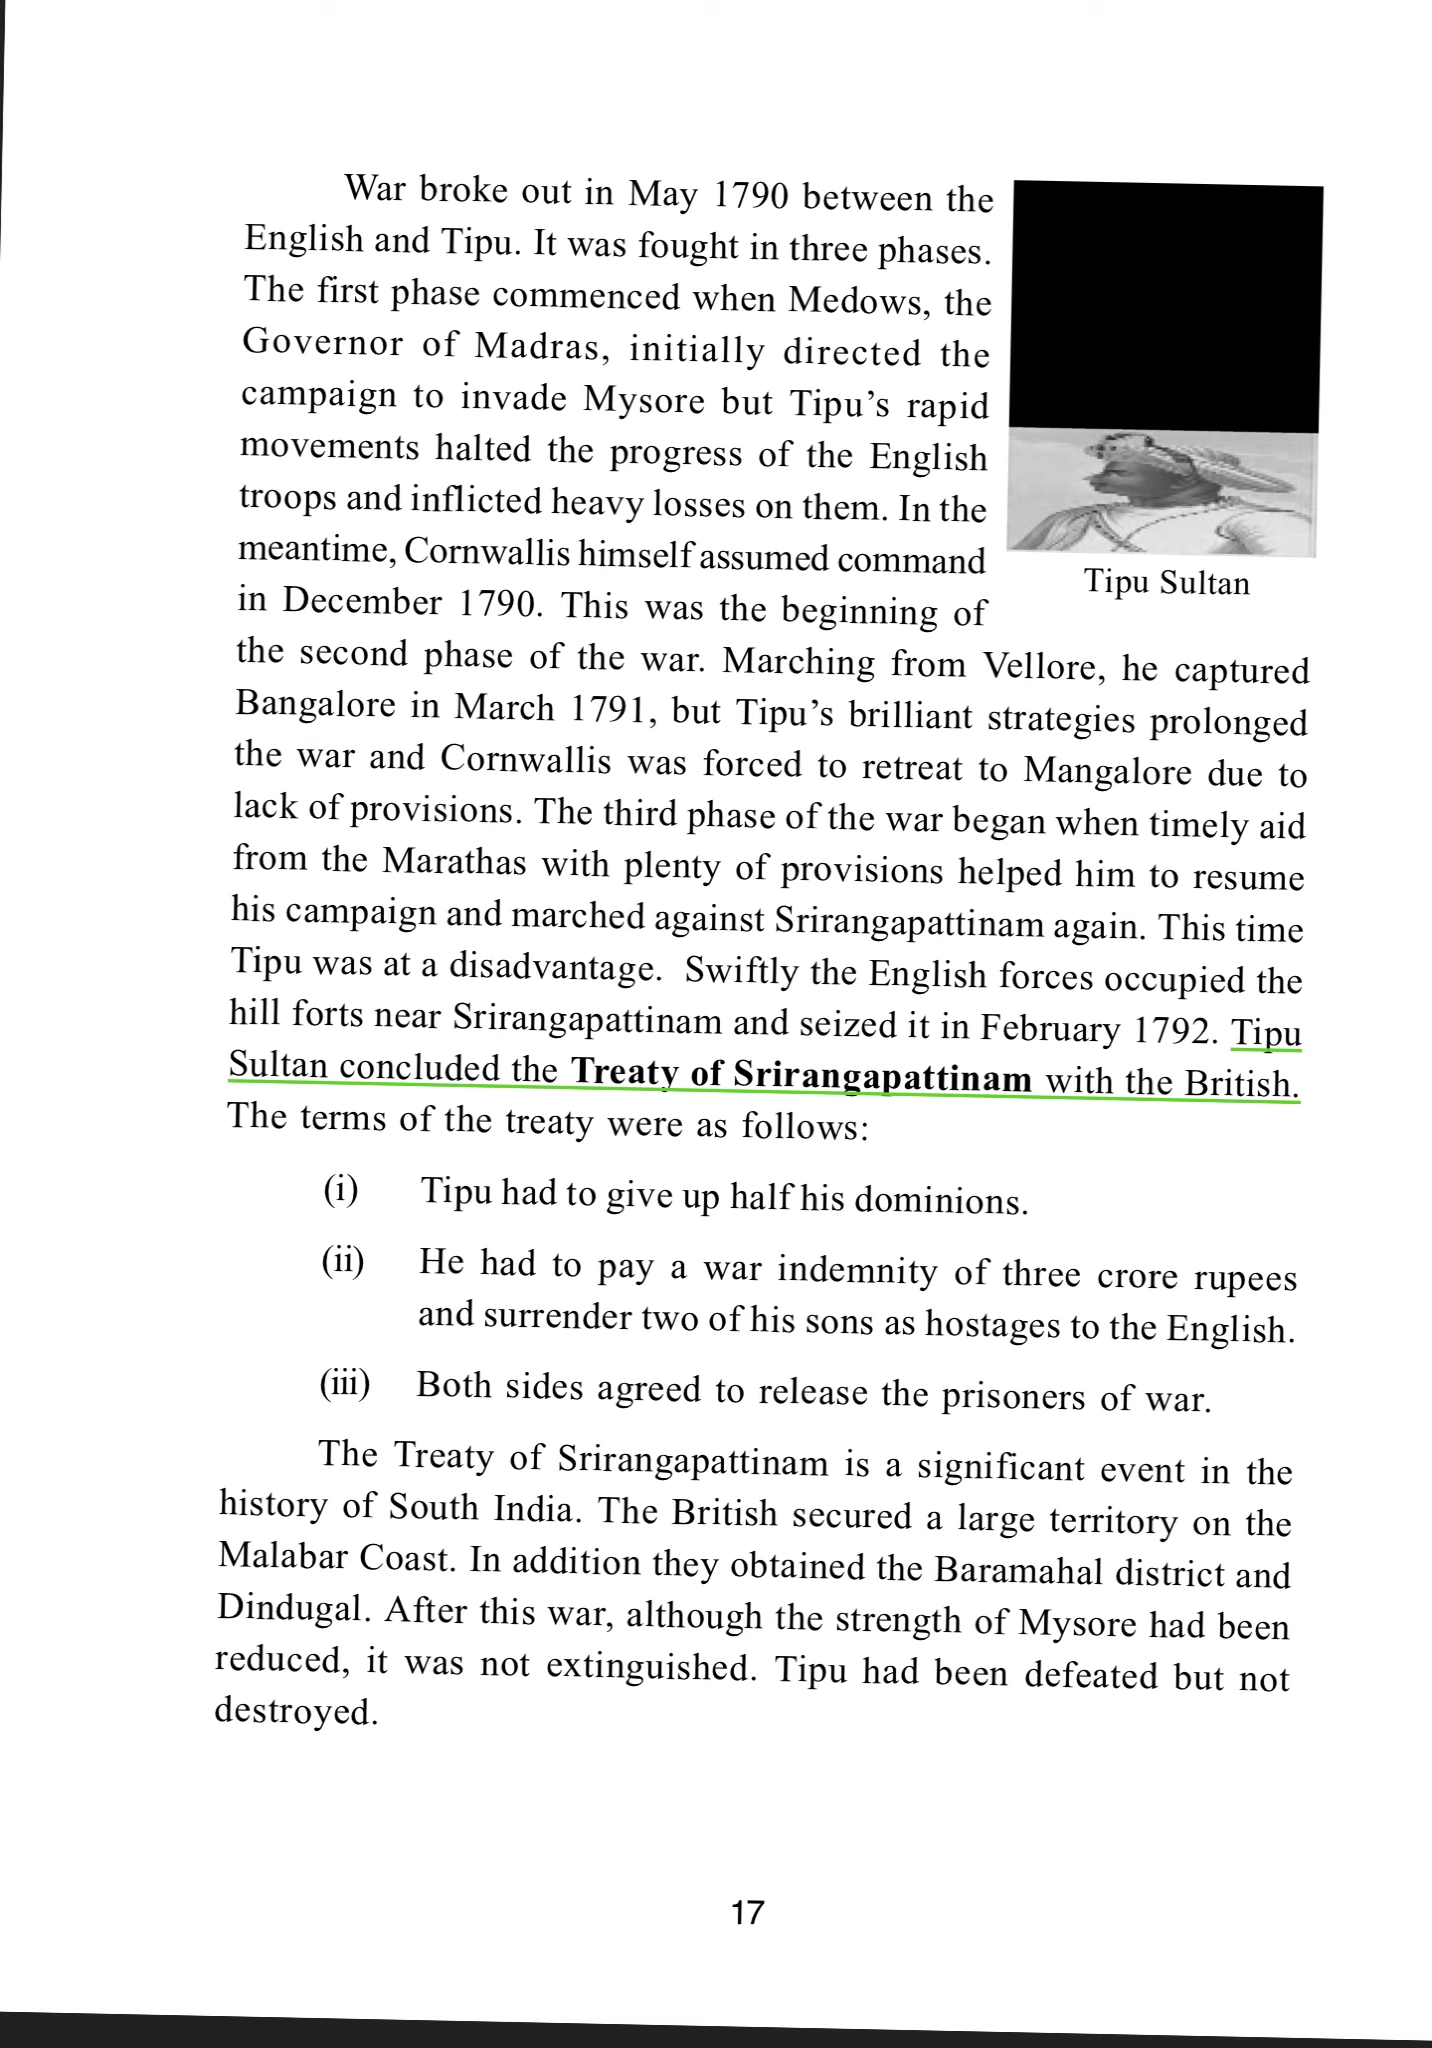 War broke out in May 1790 between the
English and Tipu. It was fought in three phases.
The first phase commenced when Medows, the
Governor of Madras, initially directed the
campaign to invade Mysore but Tipu’s rapid
movements halted the progress of the English
troops and inflicted heavy losses on them. In the
meantime, Cornwallis himself assumed command
in December 1790. This was the beginning of
Tipu Sultan
the second phase of the war. Marching from Vellore, he captured
Bangalore in March 1791, but Tipu’s brilliant strategies prolonged
the war and Cornwallis was forced to retreat to Mangalore due to
lack of provisions. The third phase of the war began when timely aid
from the Marathas with plenty of provisions helped him to resume
his campaign and marched against Srirangapattinam again. This time
Tipu was at a disadvantage. Swiftly the English forces occupied the
hill forts near Srirangapattinam and seized it in February 1792. Tipu
Sultan concluded the Treaty of Srirangapattinam with the British.
The terms of the treaty were as follows:
(i) Tipu had to give up half his dominions.
(ii) He had to pay a war indemnity of three crore rupees
and surrender two of his sons as hostages to the English.
(iii) Both sides agreed to release the prisoners of war.
The Treaty of Srirangapattinam is a significant event in the
history of South India. The British secured a large territory on the
Malabar Coast. In addition they obtained the Baramahal district and
Dindugal. After this war, although the strength of Mysore had been
reduced, it was not extinguished. Tipu had been defeated but not
destroyed.
17